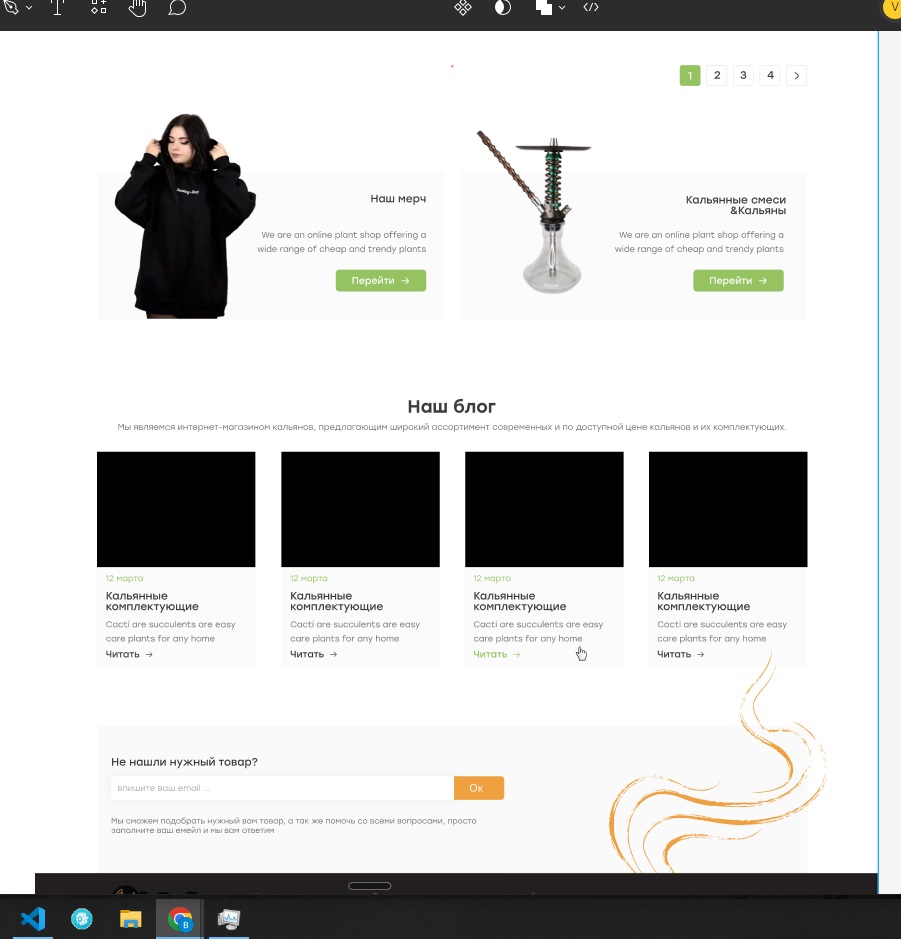 V
1 2 3 4
Наш мерч
We are an online plant shop offering a
wide range of cheap and trendy plants
Перейти →
Кальянные смеси
&Кальяны
We are an online plant shop offering a
wide range of cheap and trendy plants
Перейти →
Наш блог
Мы являемся интернет-магазином кальянов, предлагающим широкий ассортимент современных и по доступной цене кальянов и их комплектующих.
12 марта
Кальянные
комплектующие
Cacti are succulents are easy
care plants for any home
Читать →
12 марта
Кальянные
комплектующие
Cacti are succulents are easy
care plants for any home
Читать →
12 марта
Кальянные
комплектующие
Cacti are succulents are easy
care plants for any home
Читать →
12 марта
Кальянные
комплектующие
Cacti are succulents are easy
care plants for any home
Читать →
Не нашли нужный товар?
впишите ваш email ...
Ок
Мы сможем подобрать нужный вам товар, а так же помочь со всеми вопросами, просто
заполните ваш емейл и мы вам ответим
B